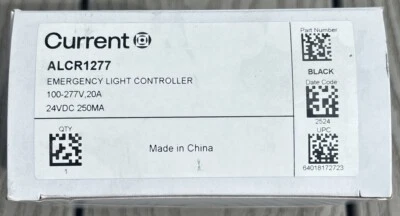 Current
ALCR1277
EMERGENCY LIGHT CONTROLLER
100-277V,20A
24VDC 250MA
Part Number
BLACK
Date Code
2524
UPC
64018172723
QTY
1
Made in China